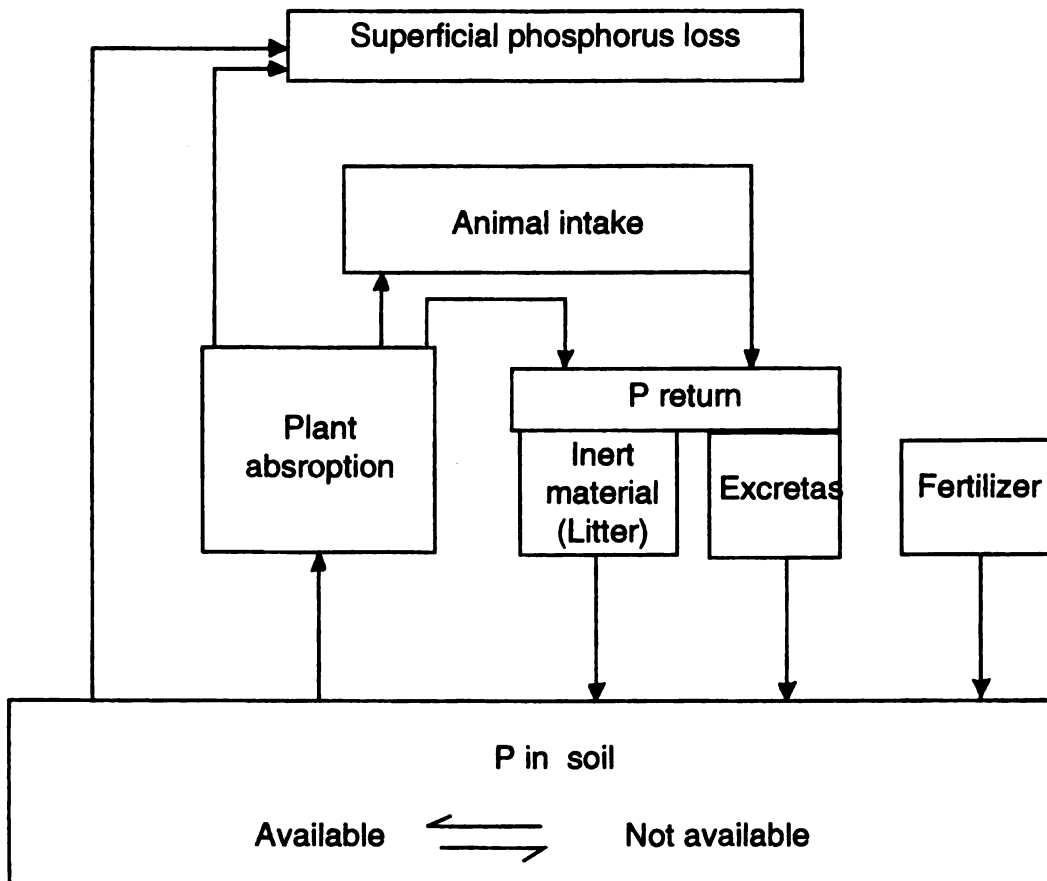 Superficial phosphorus loss
Animal intake
Plant
absroption
P return
Inert
material
(Litter)
Excretas
Fertilizer
P in soil
Available
Not available